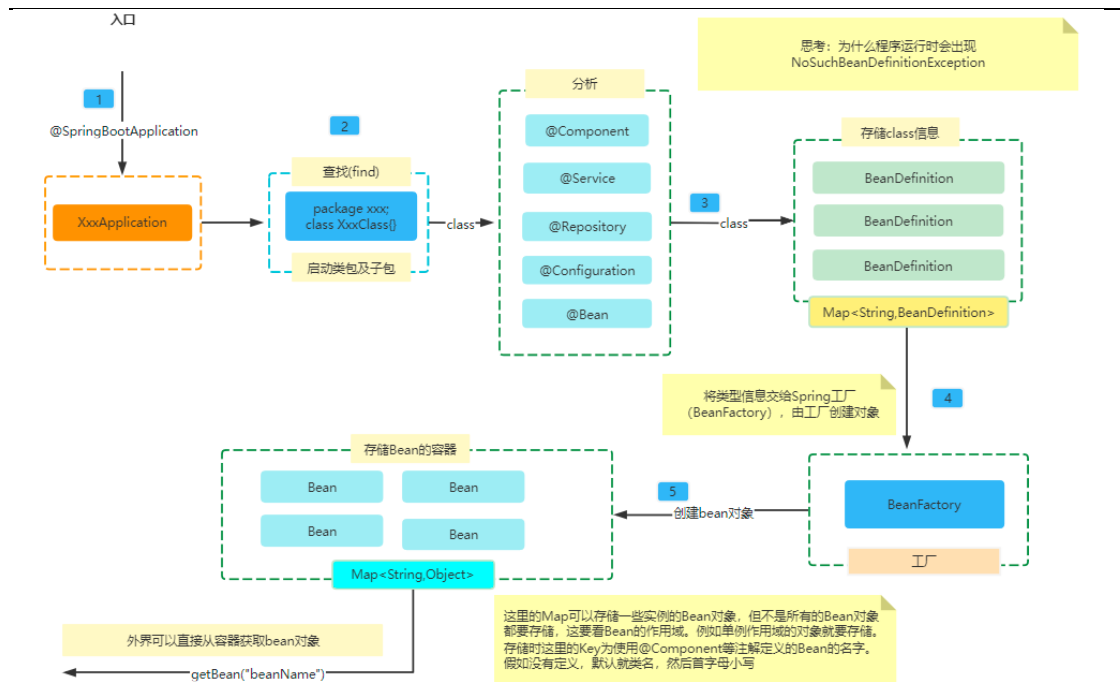 入口
思考：为什么程序运行时会出现
NoSuchBeanDefinitionException
1
@SpringBootApplication
XxxApplication
2
查找(find)
package xxx;
class XxxClass{}
启动类包及子包
class
分析
@Component
@Service
@Repository
@Configuration
@Bean
3
class
存储class信息
BeanDefinition
BeanDefinition
BeanDefinition
Map<String,BeanDefinition>
将类型信息交给Spring工厂
（BeanFactory），由工厂创建对象
4
BeanFactory
工厂
5
创建bean对象
存储Bean的容器
Bean
Bean
Bean
Bean
Map<String,Object>
这里的Map可以存储一些实例的Bean对象，但不是所有的Bean对象
都要存储，这要看Bean的作用域。例如单例作用域的对象就要存储。
存储时这里的Key为使用@Component等注解定义的Bean的名字。
假如没有定义，默认就类名，然后首字母小写
外界可以直接从容器获取bean对象
getBean("beanName")